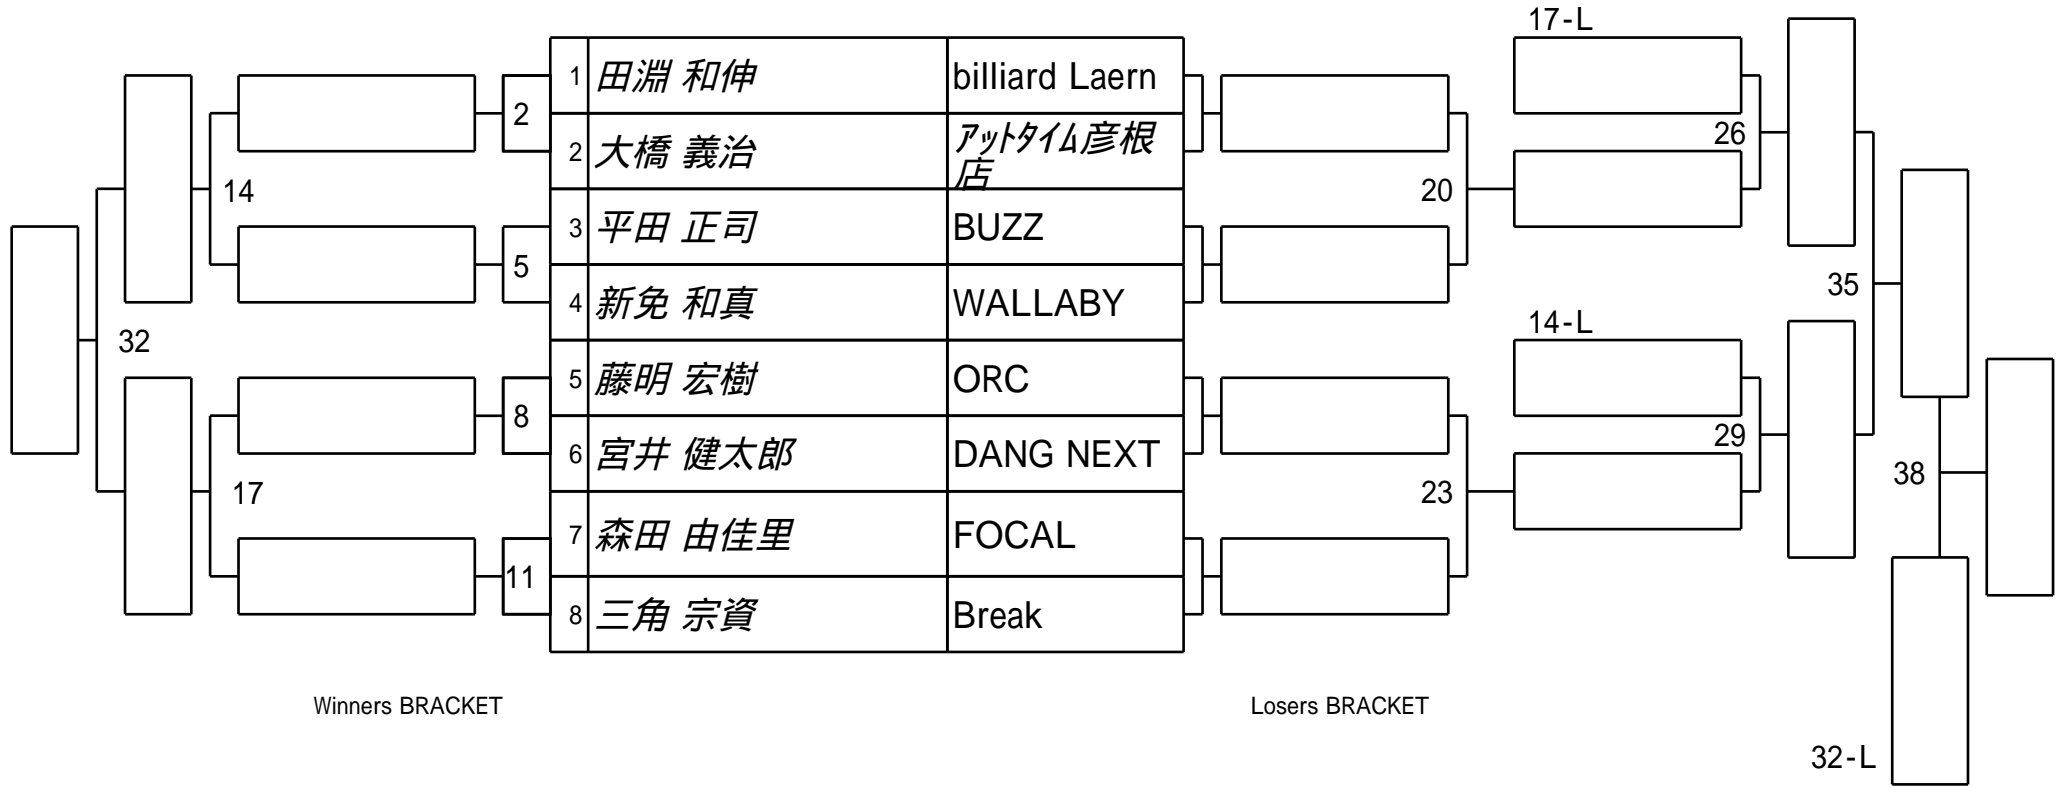 17-L
1 田淵 和伸 billiard Laern
2
26
2 大橋 義治 ｱｯﾄﾀｲﾑ彦根
店
14
20
3 平田 正司 BUZZ
5
4 新免 和真 WALLABY
35
32
14-L
5 藤明 宏樹 ORC
8
29
6 宮井 健太郎 DANG NEXT
38
17
23
7 森田 由佳里 FOCAL
11
8 三角 宗資 Break
Winners BRACKET
Losers BRACKET
32-L